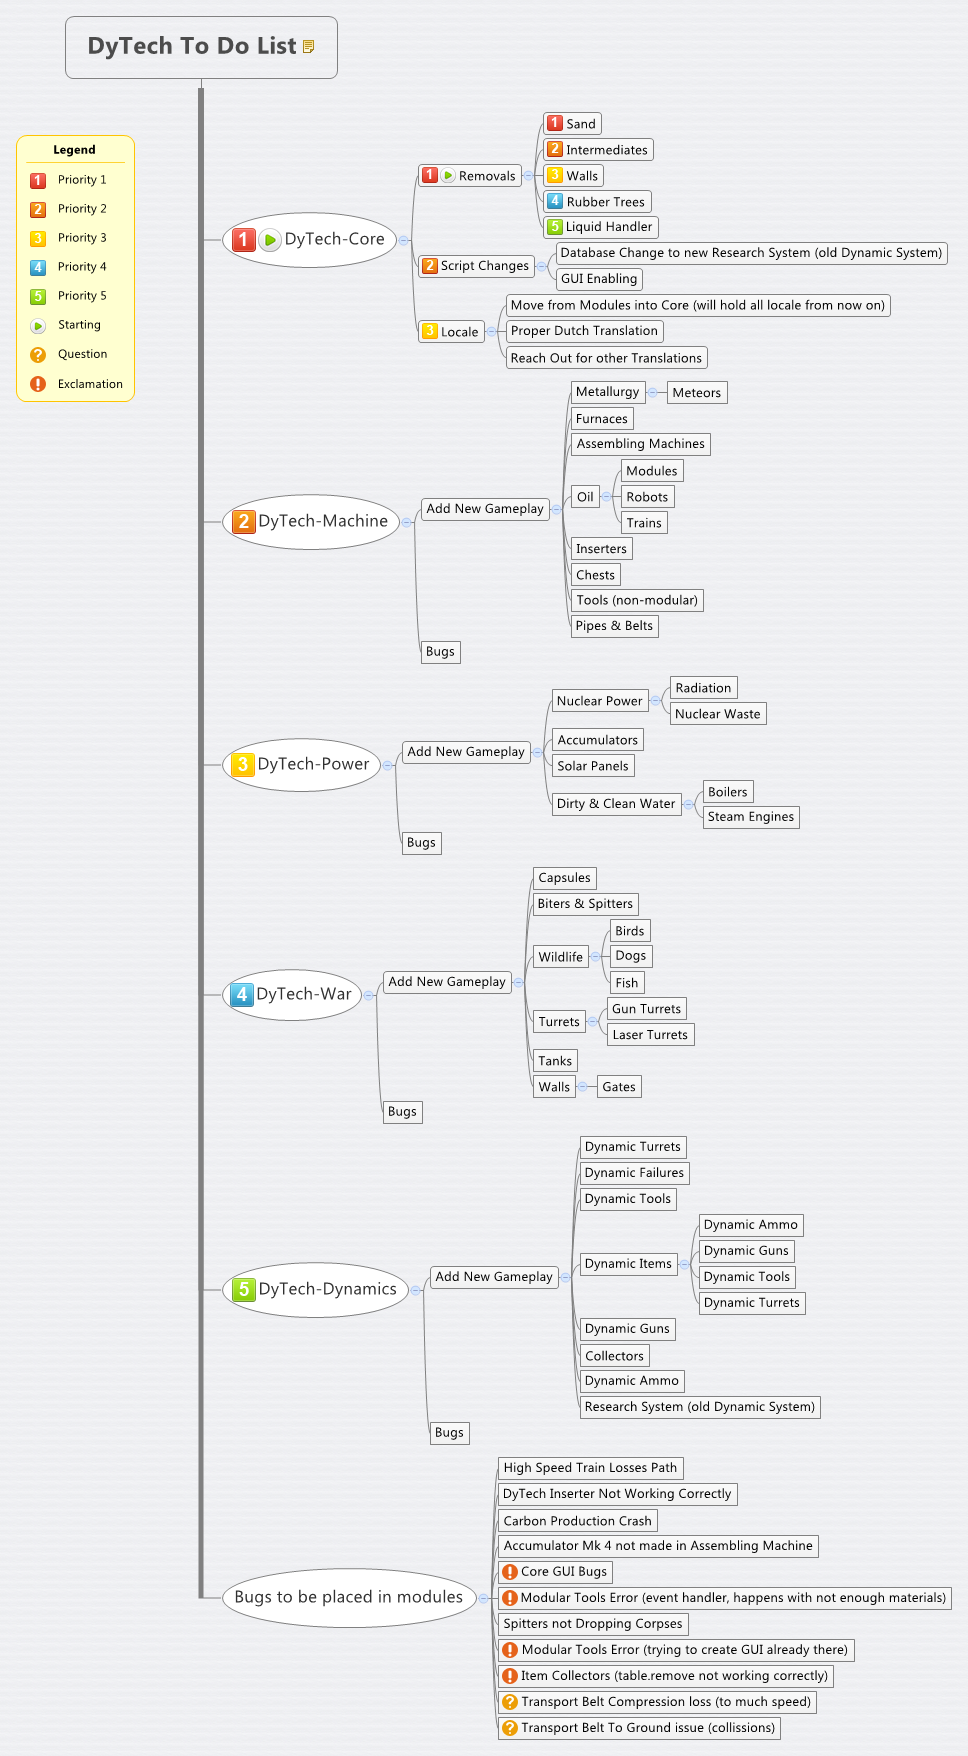 DyTech To Do List
Legend
1 Priority 1
2 Priority 2
3 Priority 3
4 Priority 4
5 Priority 5
Starting
? Question
! Exclamation
1 DyTech-Core
1 Removals
1 Sand
2 Intermediates
3 Walls
4 Rubber Trees
5 Liquid Handler
2 Script Changes
Database Change to new Research System (old Dynamic System)
GUI Enabling
3 Locale
Move from Modules into Core (will hold all locale from now on)
Proper Dutch Translation
Reach Out for other Translations
2 DyTech-Machine
Add New Gameplay
Metallurgy
Meteors
Furnaces
Assembling Machines
Oil
Modules
Robots
Trains
Inserters
Chests
Tools (non-modular)
Pipes & Belts
Bugs
3 DyTech-Power
Add New Gameplay
Nuclear Power
Radiation
Nuclear Waste
Accumulators
Solar Panels
Dirty & Clean Water
Boilers
Steam Engines
Bugs
4 DyTech-War
Add New Gameplay
Capsules
Biters & Spitters
Wildlife
Birds
Dogs
Fish
Turrets
Gun Turrets
Laser Turrets
Tanks
Walls
Gates
Bugs
5 DyTech-Dynamics
Add New Gameplay
Dynamic Turrets
Dynamic Failures
Dynamic Tools
Dynamic Items
Dynamic Ammo
Dynamic Guns
Dynamic Tools
Dynamic Turrets
Dynamic Guns
Collectors
Dynamic Ammo
Research System (old Dynamic System)
Bugs
Bugs to be placed in modules
High Speed Train Losses Path
DyTech Inserter Not Working Correctly
Carbon Production Crash
Accumulator Mk 4 not made in Assembling Machine
! Core GUI Bugs
! Modular Tools Error (event handler, happens with not enough materials)
Spitters not Dropping Corpses
! Modular Tools Error (trying to create GUI already there)
! Item Collectors (table.remove not working correctly)
? Transport Belt Compression loss (to much speed)
? Transport Belt To Ground issue (collissions)